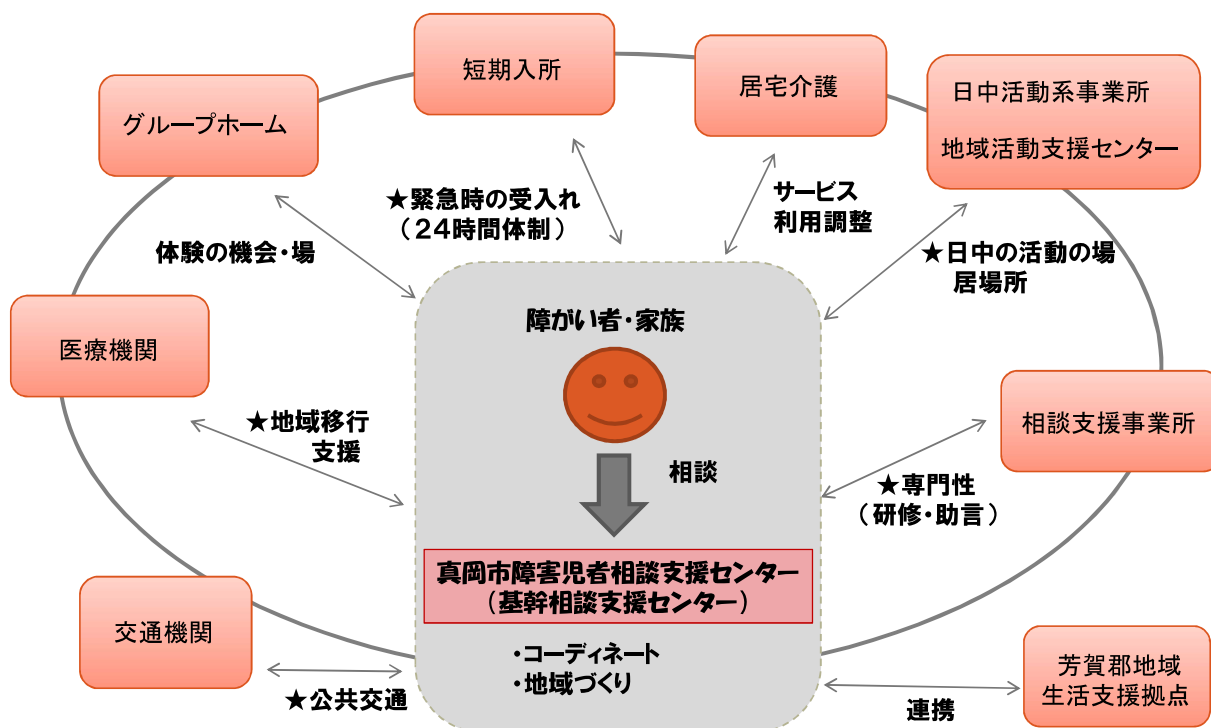 短期入所
居宅介護
日中活動系事業所
地域活動支援センター
グループホーム
★緊急時の受入れ
（２４時間体制）
サービス
利用調整
体験の機会・場
★日中の活動の場
居場所
障がい者・家族
医療機関
★地域移行
支援
相談
相談支援事業所
★専門性
（研修・助言）
真岡市障害児者相談支援センター
（基幹相談支援センター）
交通機関
・コーディネート
・地域づくり
★公共交通
連携
芳賀郡地域
生活支援拠点